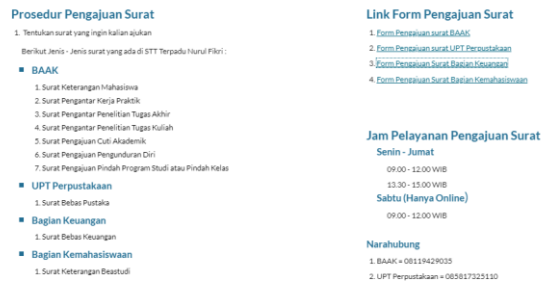 Prosedur Pengajuan Surat
1. Tentukan surat yang ingin kalian ajukan
Berikut Jenis - Jenis surat yang ada di STT Terpadu Nurul Fikri :
BAAK
1. Surat Keterangan Mahasiswa
2. Surat Pengantar Kerja Praktik
3. Surat Pengantar Penelitian Tugas Akhir
4. Surat Pengantar Penelitian Tugas Kuliah
5. Surat Pengajuan Cuti Akademik
6. Surat Pengajuan Pengunduran Diri
7. Surat Pengajuan Pindah Program Studi atau Pindah Kelas
UPT Perpustakaan
1. Surat Bebas Pustaka
Bagian Keuangan
1. Surat Bebas Keuangan
Bagian Kemahasiswaan
1. Surat Keterangan Beastudi
Link Form Pengajuan Surat
1. Form Pengajuan surat BAAK
2. Form Pengajuan surat UPT Perpustakaan
3. Form Pengajuan Surat Bagian Keuangan
4. Form Pengajuan Surat Bagian Kemahasiswaan
Jam Pelayanan Pengajuan Surat
Senin - Jumat
09.00 - 12.00 WIB
13.30 - 15.00 WIB
Sabtu (Hanya Online)
09.00 - 12.00 WIB
Narahubung
1. BAAK = 08119429035
2. UPT Perpustakaan = 085817325110